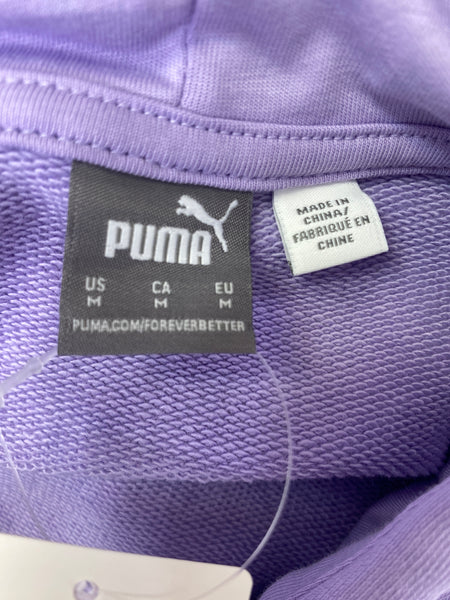 PUMA
US CA EU
M M M
PUMA.COM/FOREVERBETTER
MADE IN
CHINA/
FABRIQUÉ EN
CHINE